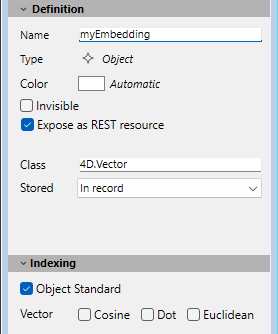 Definition
Name myEmbedding
Type Object
Color Automatic
Invisible
Expose as REST resource
Class 4D.Vector
Stored In record
Indexing
Object Standard
Vector Cosine Dot Euclidean